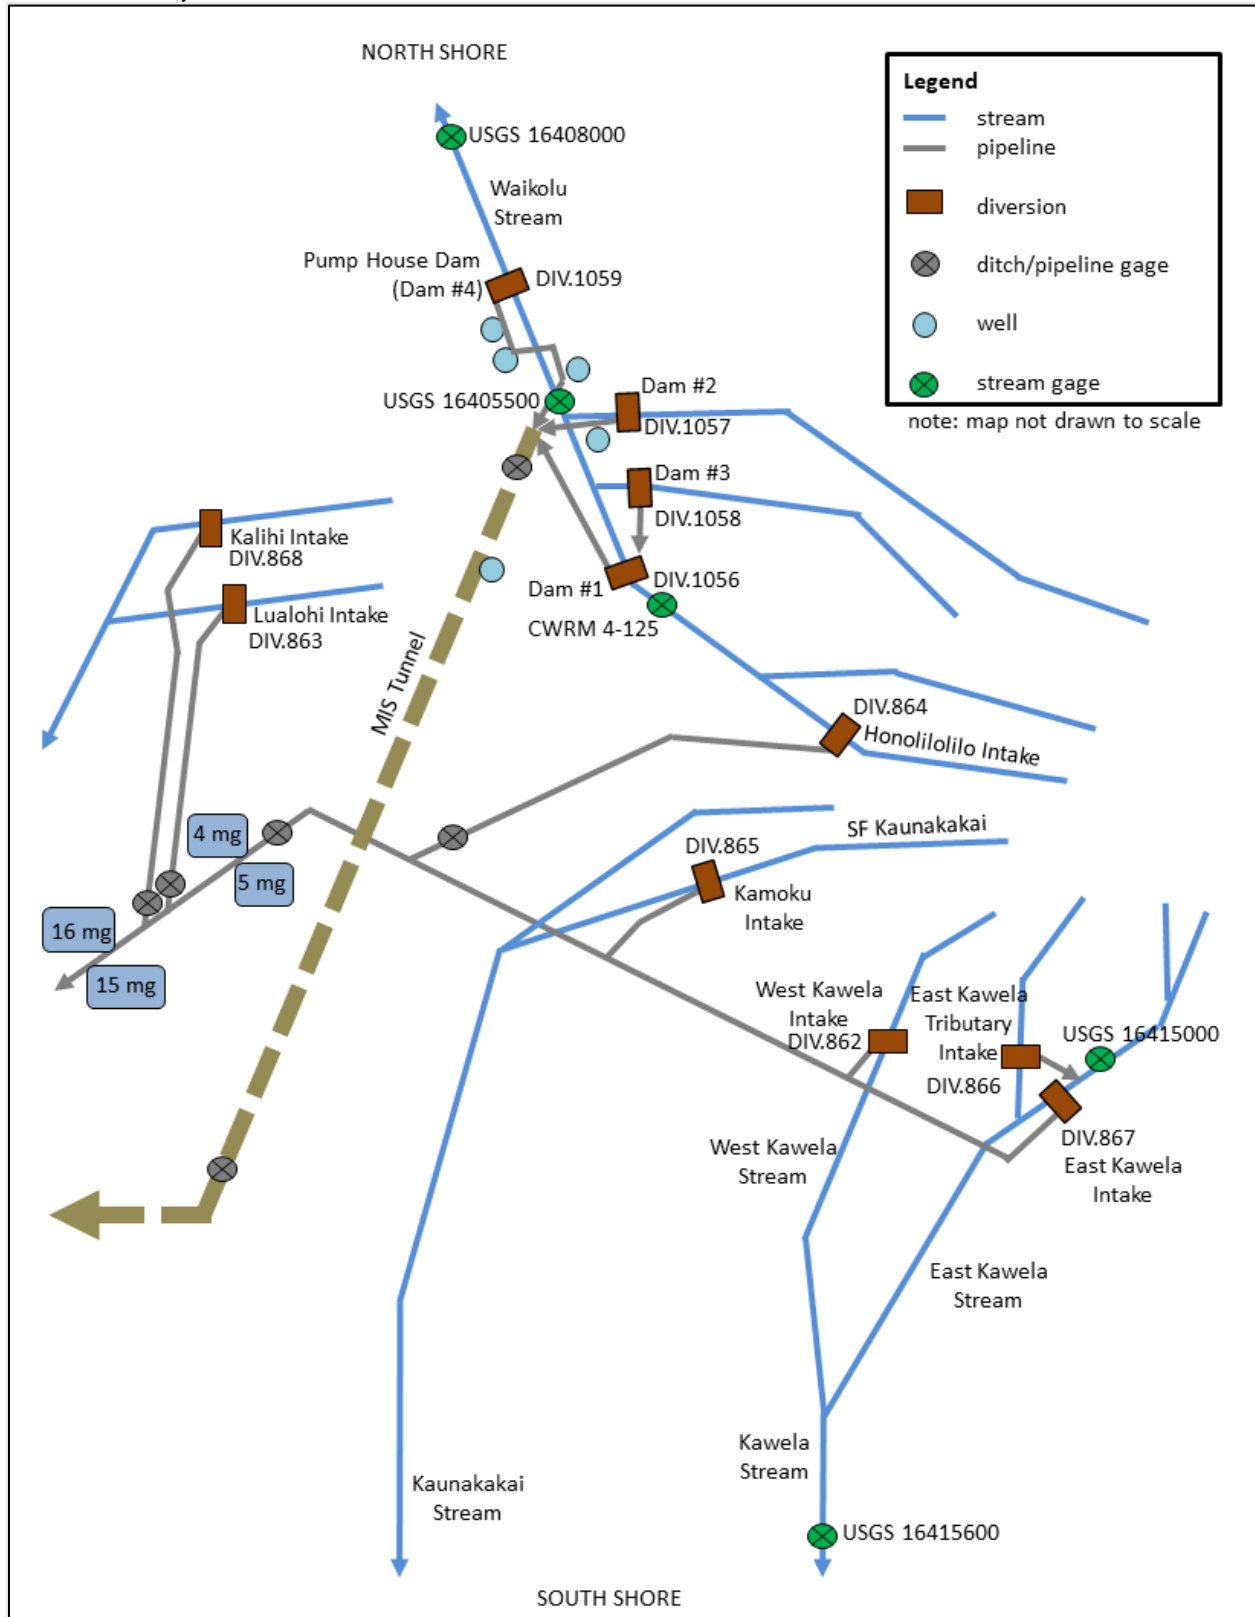 NORTH SHORE
Legend
stream
pipeline
diversion
ditch/pipeline gage
well
stream gage
note: map not drawn to scale
USGS 16408000
Waikolu
Stream
Pump House Dam
(Dam #4)
DIV.1059
USGS 16405500
Dam #2
DIV.1057
Dam #3
DIV.1058
Dam #1
DIV.1056
CWRM 4-125
Kalihi Intake
DIV.868
Lualohi Intake
DIV.863
MIS Tunnel
DIV.864
Honolilolilo Intake
4 mg
5 mg
16 mg
15 mg
SF Kaunakakai
DIV.865
Kamoku
Intake
West Kawela
Intake
DIV.862
East Kawela
Tributary
Intake
DIV.866
USGS 16415000
DIV.867
East Kawela
Intake
West Kawela
Stream
East Kawela
Stream
Kawela
Stream
Kaunakakai
Stream
USGS 16415600
SOUTH SHORE